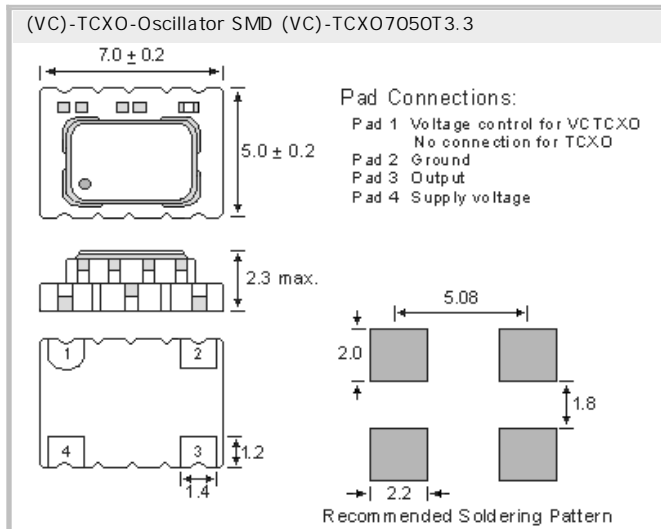 (VC)-TCXO-Oscillator SMD (VC)-TCXO7050T3.3
7.0 ± 0.2
5.0 ± 0.2
Pad Connections:
Pad 1 Voltage control for VCTCXO
No connection for TCXO
Pad 2 Ground
Pad 3 Output
Pad 4 Supply voltage
2.3 max.
1
2
4
3
1.2
1.4
5.08
2.0
1.8
2.2
Recommended Soldering Pattern